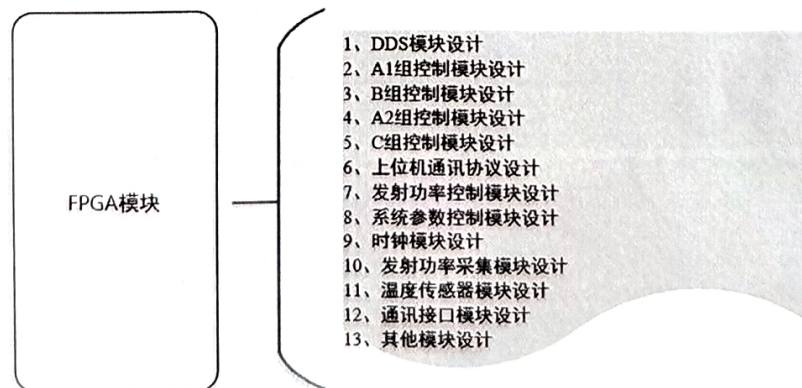 FPGA模块
1、DDS模块设计
2、A1组控制模块设计
3、B组控制模块设计
4、A2组控制模块设计
5、C组控制模块设计
6、上位机通讯协议设计
7、发射功率控制模块设计
8、系统参数控制模块设计
9、时钟模块设计
10、发射功率采集模块设计
11、温度传感器模块设计
12、通讯接口模块设计
13、其他模块设计